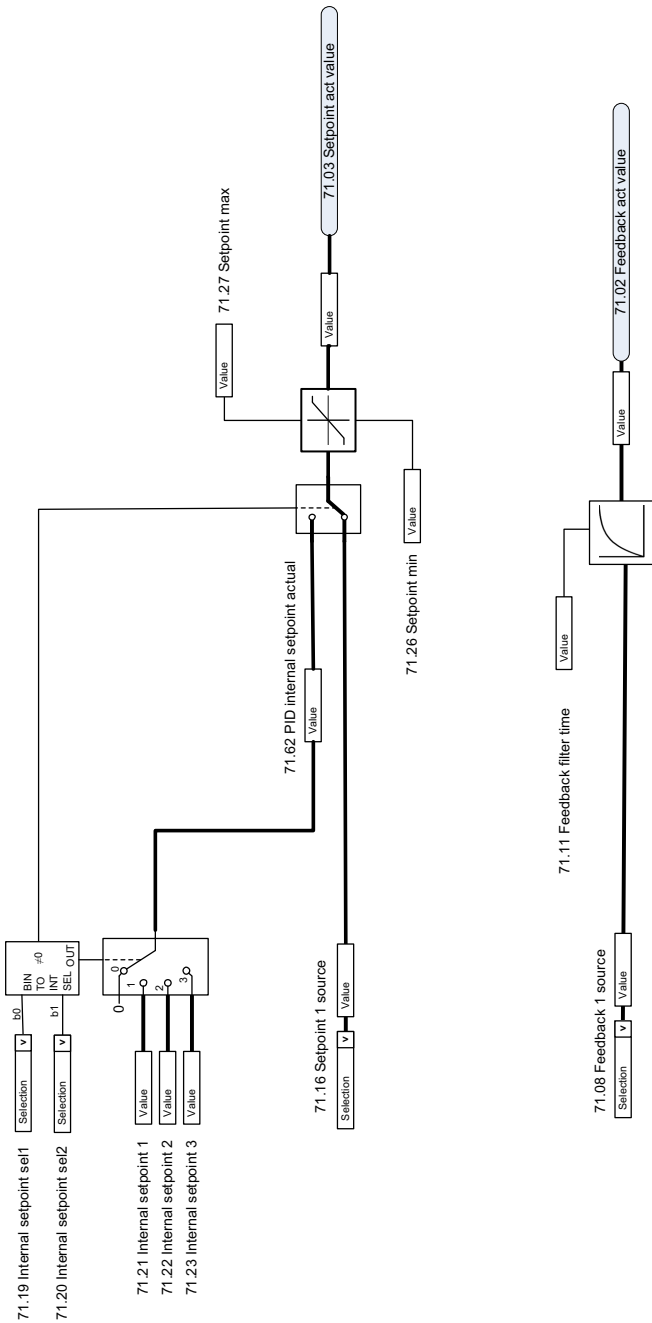 71.19 Internal setpoint sel1
Selection
v
b0
71.20 Internal setpoint sel2
Selection
v
b1
BIN
TO
INT
SEL
≠0
OUT
0
0
1
2
3
71.21 Internal setpoint 1
Value
71.22 Internal setpoint 2
Value
71.23 Internal setpoint 3
Value
71.62 PID internal setpoint actual
Value
71.16 Setpoint 1 source
Selection
v
Value
71.27 Setpoint max
Value
71.26 Setpoint min
Value
Value
71.03 Setpoint act value
71.11 Feedback filter time
Value
71.08 Feedback 1 source
Selection
v
Value
Value
71.02 Feedback act value